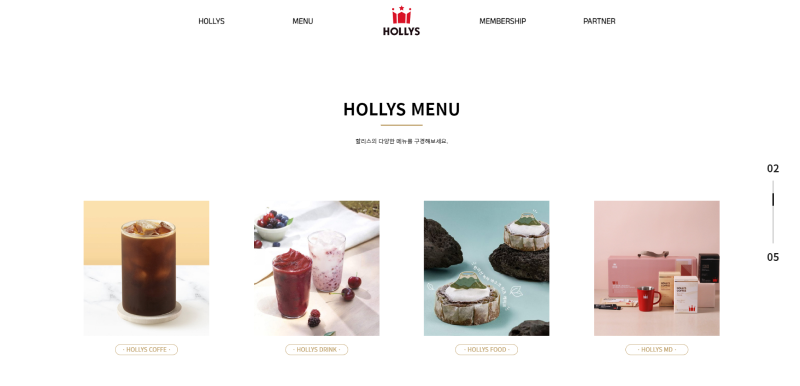 HOLLYS
MENU
HOLLYS
MEMBERSHIP
PARTNER
HOLLYS MENU
할리스의 다양한 메뉴를 구경해보세요.
02
05
- HOLLYS COFFE -
- HOLLYS DRINK -
- HOLLYS FOOD -
- HOLLYS MD -